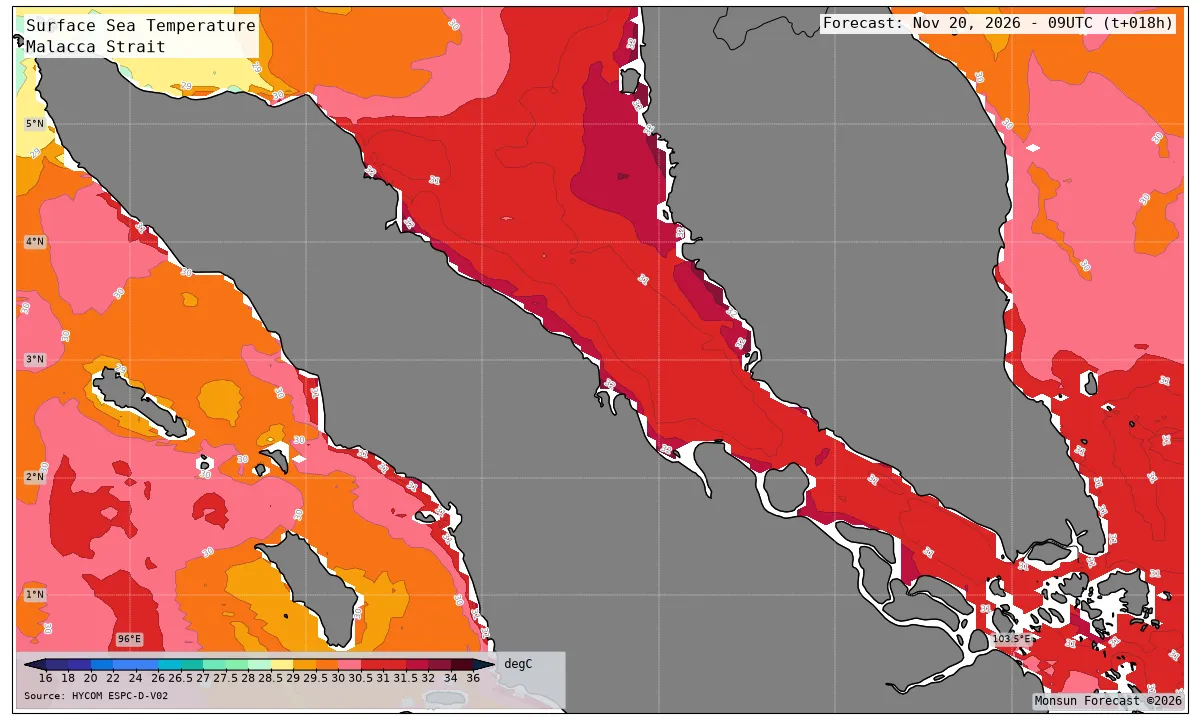 Surface Sea Temperature
Malacca Strait
Forecast: Nov 20, 2026 - 09UTC (t+018h)
5°N
4°N
3°N
2°N
1°N
96°E
103.5°E
degC
16 18 20 22 24 26 26.5 27 27.5 28 28.5 29 29.5 30 30.5 31 31.5 32 34 36
Source: HYCOM ESPC-D-V02
Monsun Forecast ©2026